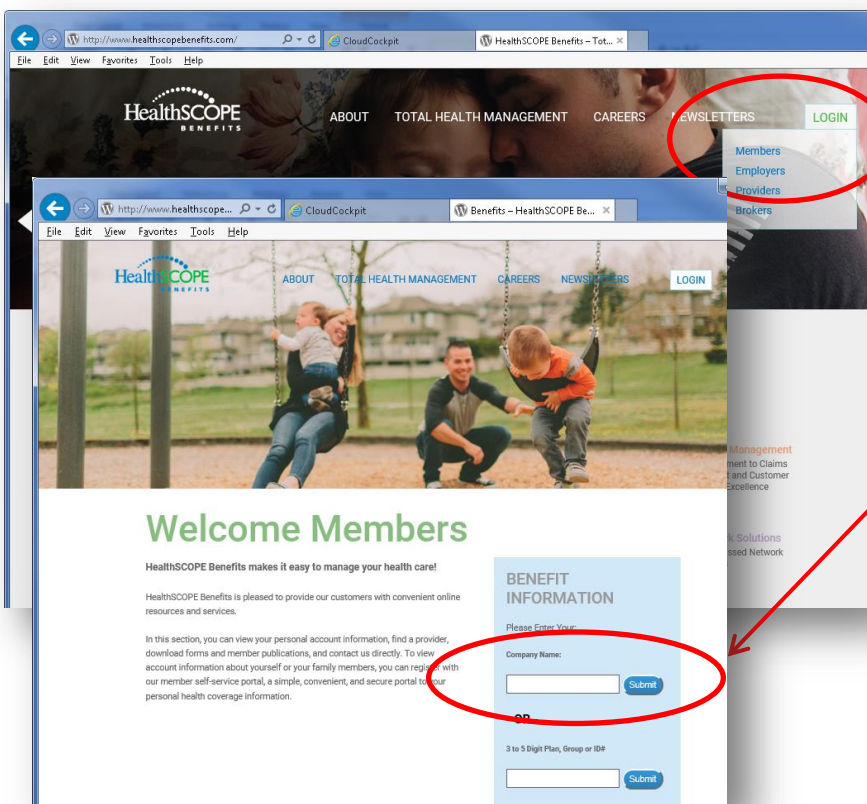 http://www.healthscopebenefits.com/
CloudCockpit
HealthSCOPE Benefits – Tot...
File Edit View Favorites Tools Help
HealthSCOPE
BENEFITS
ABOUT TOTAL HEALTH MANAGEMENT CAREERS NEWSLETTERS LOGIN
Members
Employers
Providers
Brokers
http://www.healthscope...
CloudCockpit
Benefits – HealthSCOPE Be...
File Edit View Favorites Tools Help
HealthSCOPE
BENEFITS
ABOUT TOTAL HEALTH MANAGEMENT CAREERS NEWSLETTERS LOGIN
Management
ment to Claims
and Customer
Excellence
Solutions
ssed Network
Welcome Members
HealthSCOPE Benefits makes it easy to manage your health care!
HealthSCOPE Benefits is pleased to provide our customers with convenient online
resources and services.
In this section, you can view your personal account information, find a provider,
download forms and member publications, and contact us directly. To view
account information about yourself or your family members, you can register with
our member self-service portal, a simple, convenient, and secure portal to your
personal health coverage information.
BENEFIT
INFORMATION
Please Enter Your:
Company Name:
Submit
OR
3 to 5 Digit Plan, Group or ID#
Submit